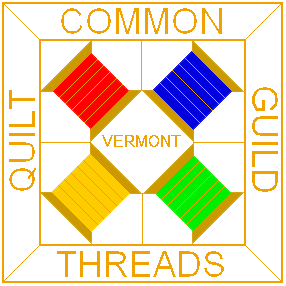 COMMON
THREADS
QUILT
GUILD
VERMONT